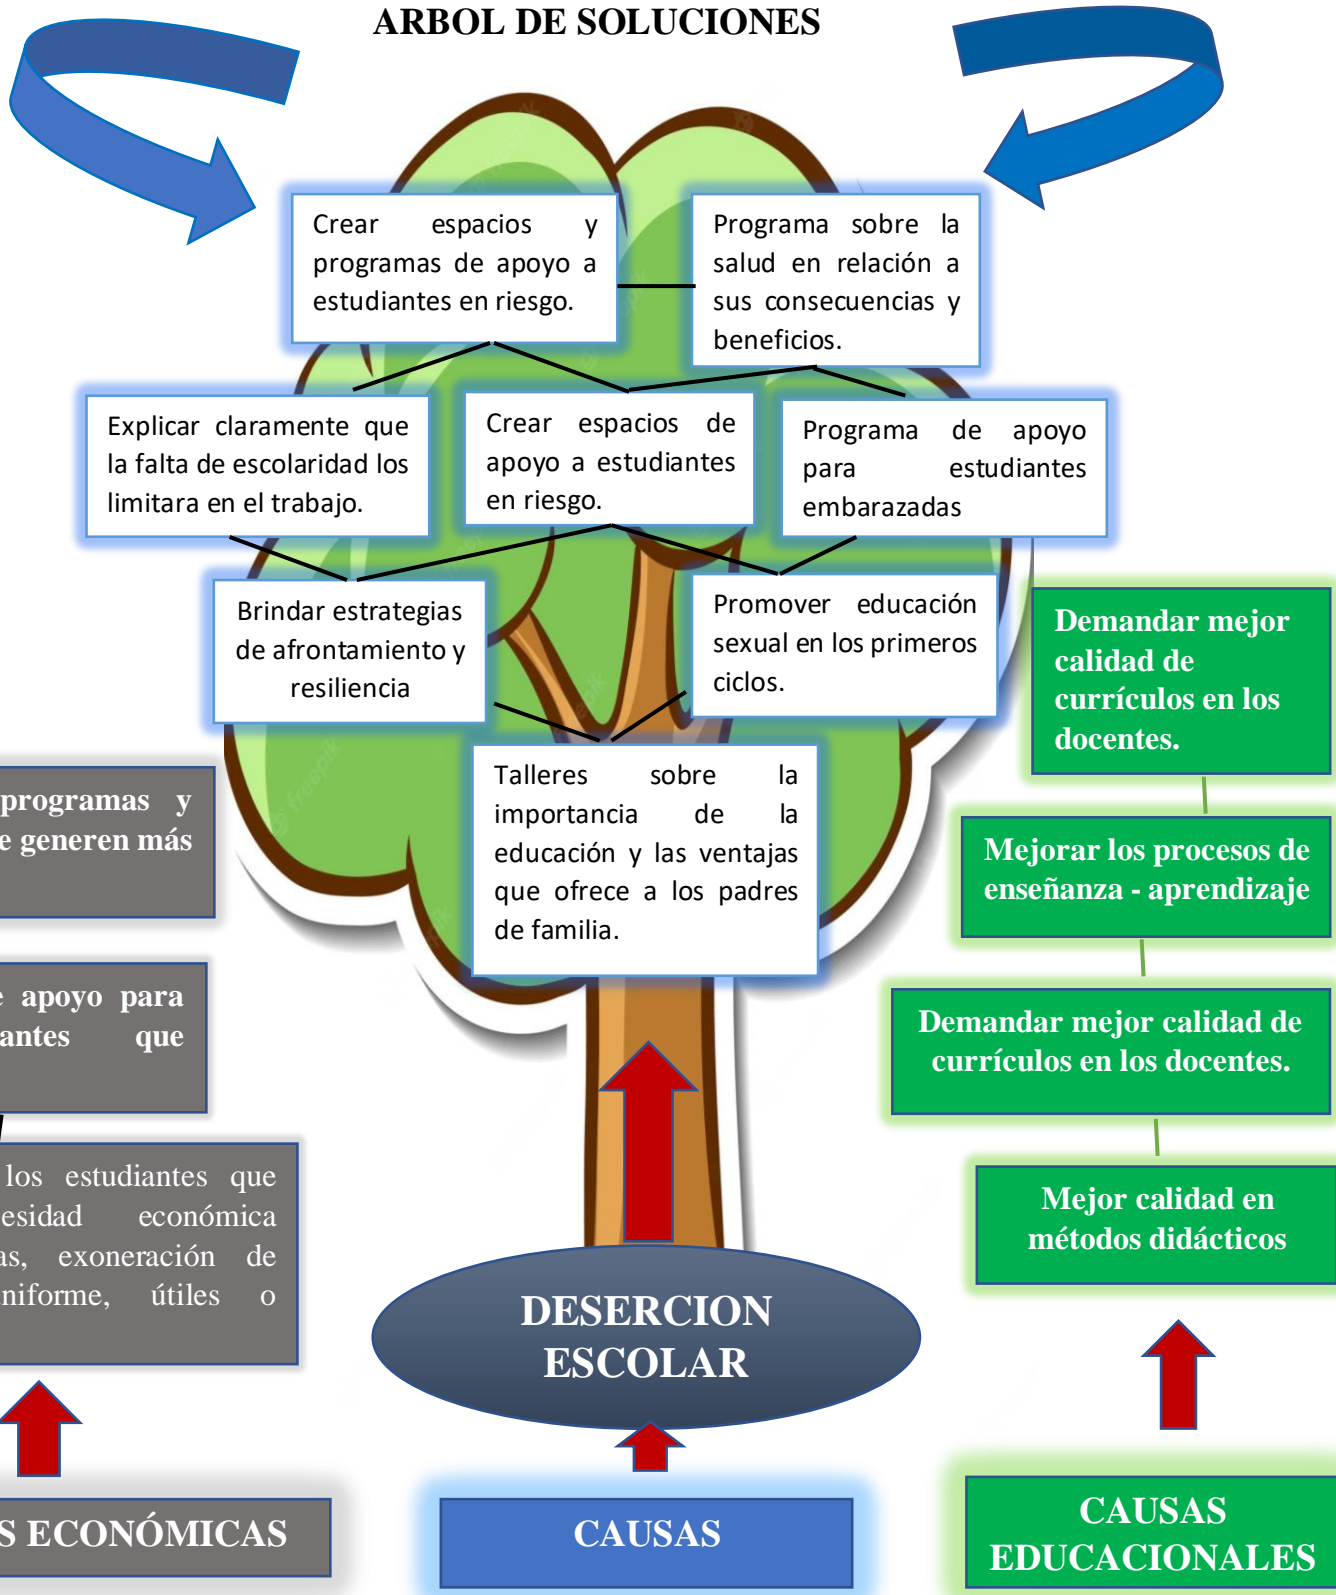 ARBOL DE SOLUCIONES
Crear espacios y
programas de apoyo a
estudiantes en riesgo.
Programa sobre la
salud en relación a
sus consecuencias y
beneficios.
Explicar claramente que
la falta de escolaridad los
limitara en el trabajo.
Crear espacios de
apoyo a estudiantes
en riesgo.
Programa de apoyo
para estudiantes
embarazadas
Brindar estrategias
de afrontamiento y
resiliencia
Promover educación
sexual en los primeros
ciclos.
Talleres sobre la
importancia de la
educación y las ventajas
que ofrece a los padres
de familia.
programas y
generen más
apoyo para
que
los estudiantes que
económica
exoneración de
uniforme, útiles o
Demandar mejor
calidad de
currículos en los
docentes.
Mejorar los procesos de
enseñanza - aprendizaje
Demandar mejor calidad de
currículos en los docentes.
Mejor calidad en
métodos didácticos
DESERCION
ESCOLAR
ECONÓMICAS
CAUSAS
CAUSAS
EDUCACIONALES